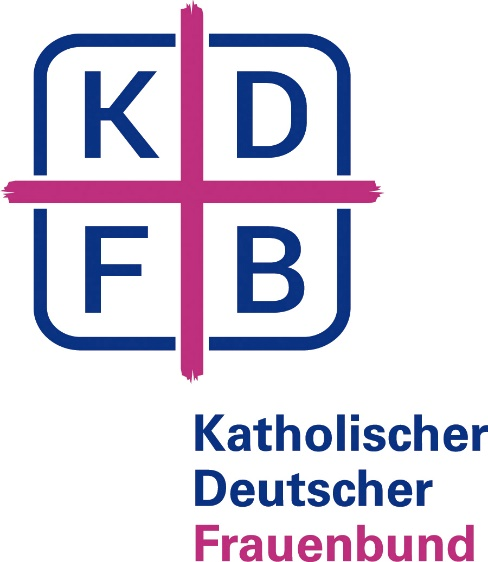 K D
F B
Katholischer
Deutscher
Frauenbund